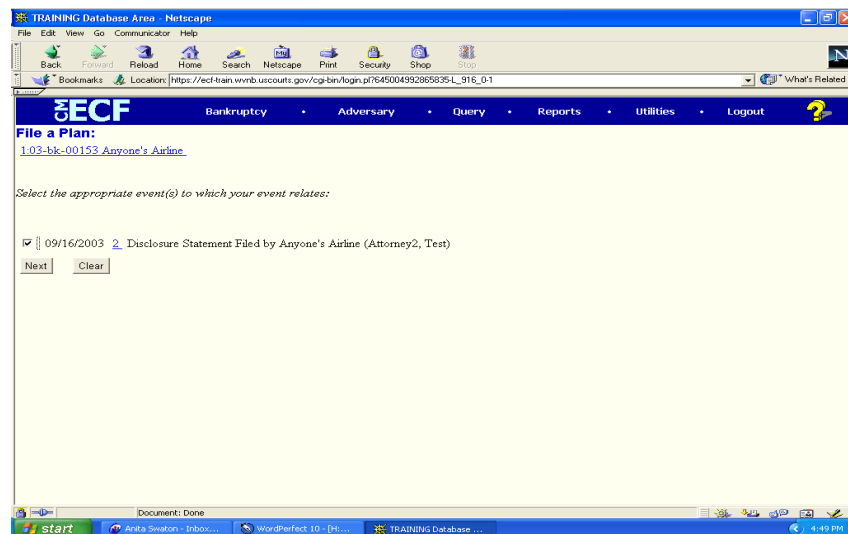 TRAINING Database Area - Netscape
File Edit View Go Communicator Help
Back Forward Reload Home Search Netscape Print Security Shop Stop
Bookmarks Location: https://ecf-train.wvnb.uscourts.gov/cgi-bin/login.pl?645004992865835-L_916_0-1 What's Related
CM ECF Bankruptcy • Adversary • Query • Reports • Utilities • Logout ?
File a Plan:
1:03-bk-00153 Anyone's Airline
Select the appropriate event(s) to which your event relates:
09/16/2003 2 Disclosure Statement Filed by Anyone's Airline (Attorney2, Test)
Next Clear
Document: Done
start Anita Swaton - Inbox... WordPerfect 10 - [H:... TRAINING Database ... 4:49 PM